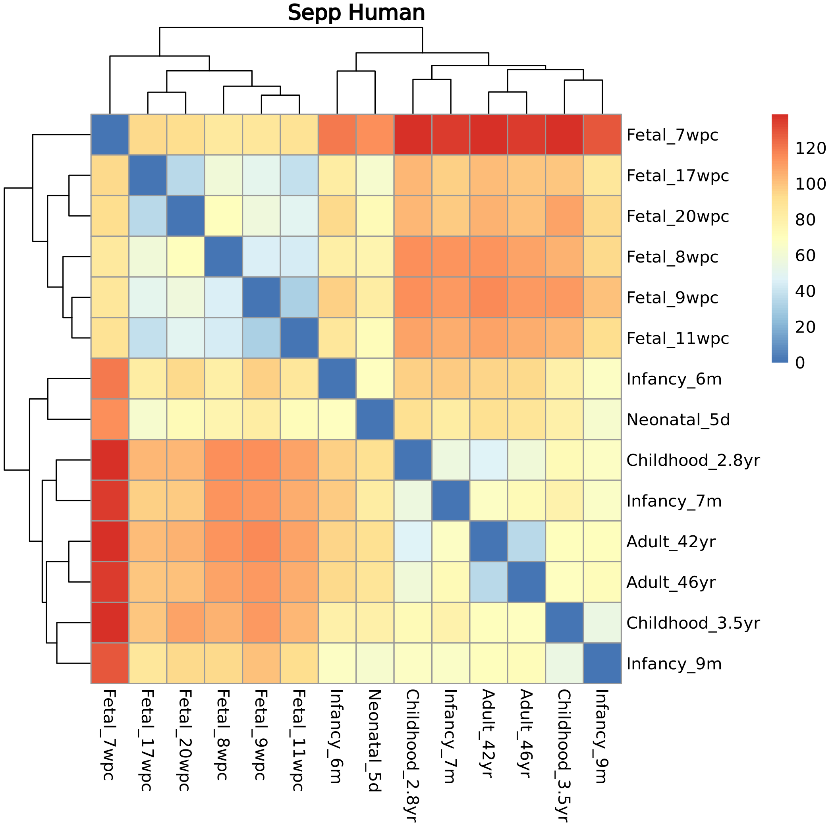 Sepp Human
Fetal_7wpc
Fetal_17wpc
Fetal_20wpc
Fetal_8wpc
Fetal_9wpc
Fetal_11wpc
Infancy_6m
Neonatal_5d
Childhood_2.8yr
Infancy_7m
Adult_42yr
Adult_46yr
Childhood_3.5yr
Infancy_9m
120
100
80
60
40
20
0
Fetal_7wpc
Fetal_17wpc
Fetal_20wpc
Fetal_8wpc
Fetal_9wpc
Fetal_11wpc
Infancy_6m
Neonatal_5d
Childhood_2.8yr
Infancy_7m
Adult_42yr
Adult_46yr
Childhood_3.5yr
Infancy_9m